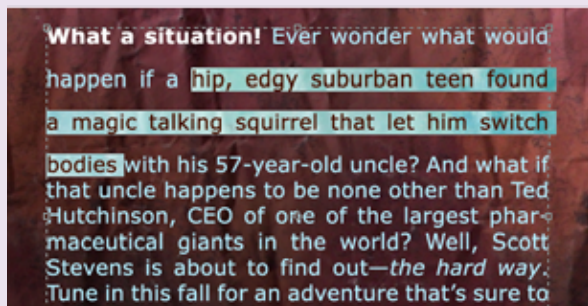 What a situation! Ever wonder what would
happen if a hip, edgy suburban teen found
a magic talking squirrel that let him switch
bodies with his 57-year-old uncle? And what if
that uncle happens to be none other than Ted
Hutchinson, CEO of one of the largest phar-
maceutical giants in the world? Well, Scott
Stevens is about to find out—the hard way.
Tune in this fall for an adventure that’s sure to